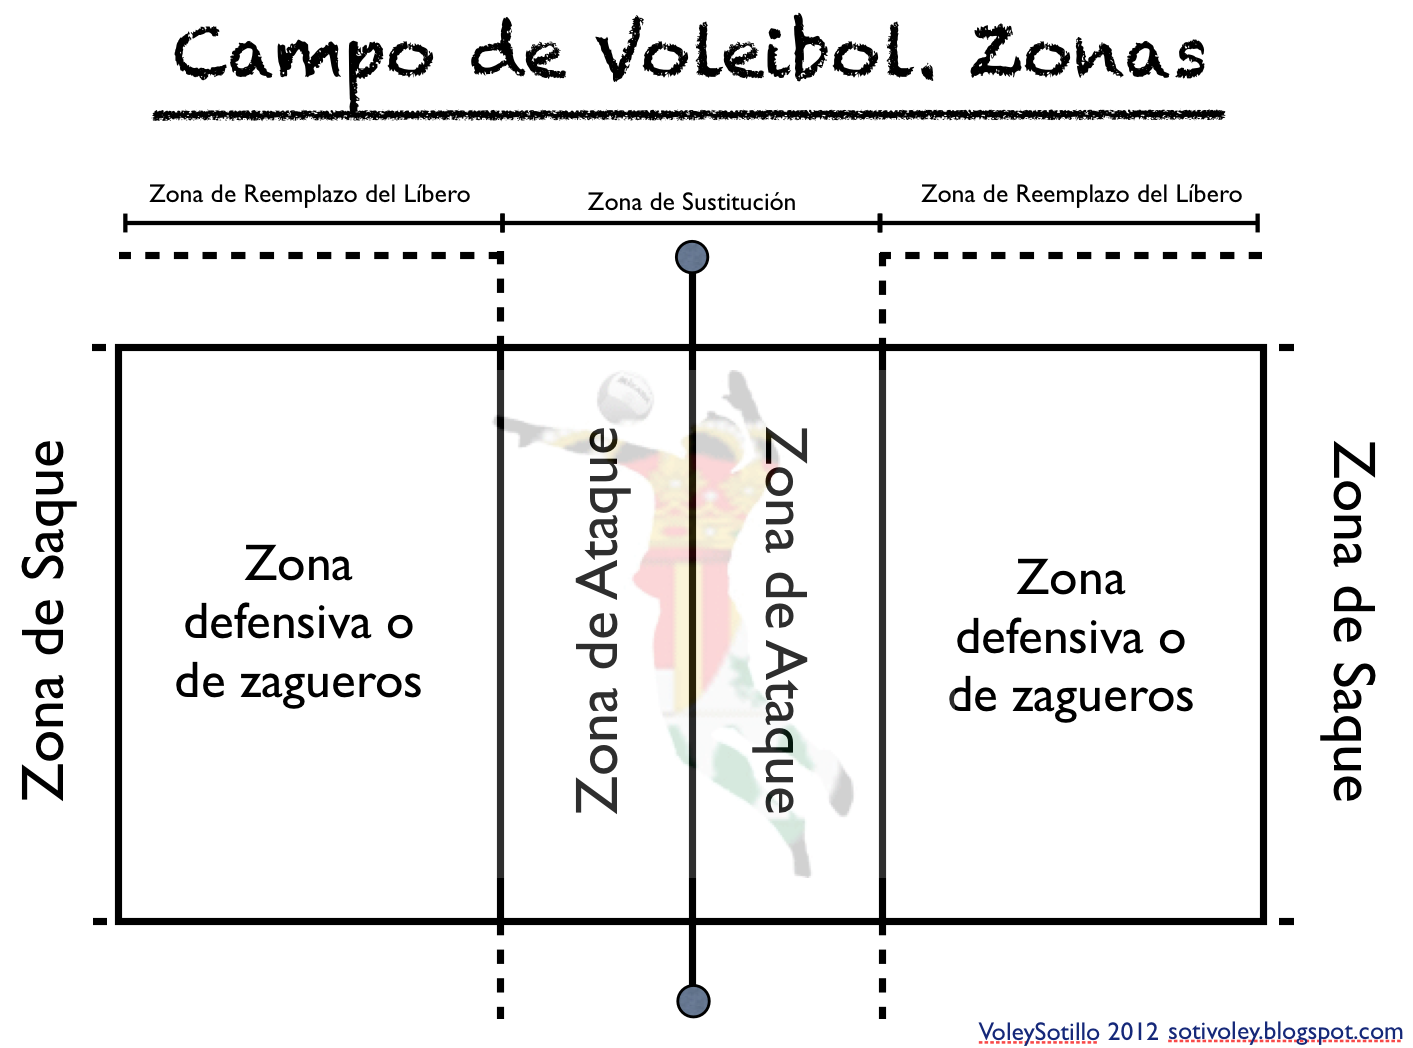 Campo de Voleibol. Zonas
Zona de Reemplazo del Líbero
Zona de Sustitución
Zona de Reemplazo del Líbero
Zona de Saque
Zona
defensiva o
de zagueros
Zona de Ataque
MIKASA
Zona de Ataque
Zona
defensiva o
de zagueros
Zona de Saque
VoleySotillo 2012 sotivoley.blogspot.com